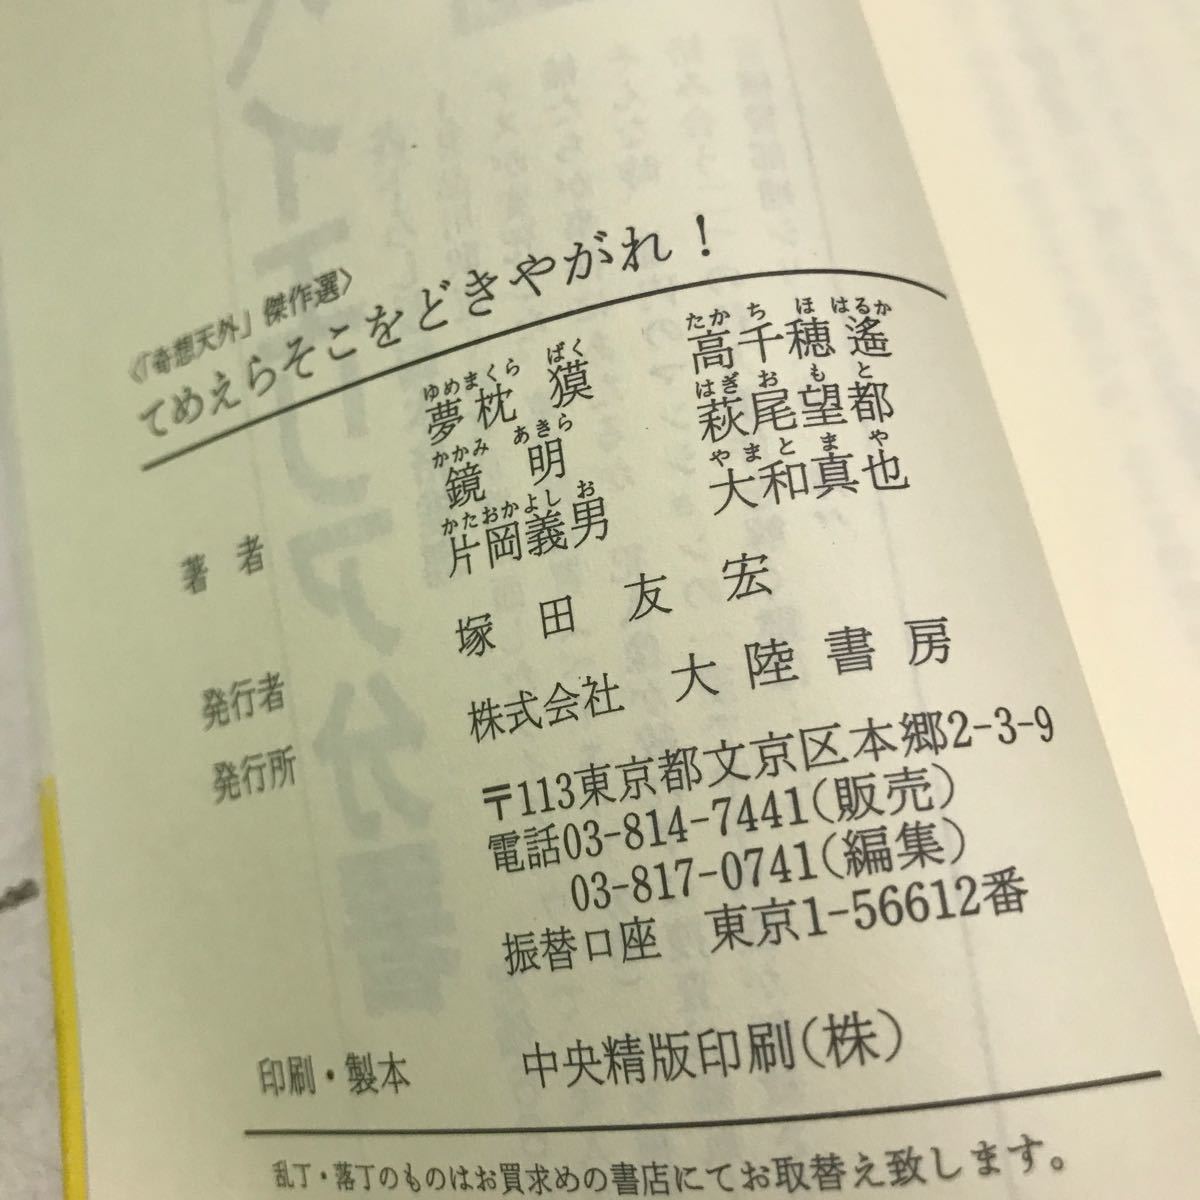 〈「奇想天外」傑作選〉
てめえらそこをどきやがれ!
ゆめまくら ばく たかちほ はるか
夢枕 獏 高千穂 遙
かかみ あきら はぎおもと
鏡 明 萩尾望都
かたおかよしお やまとまや
著者 片岡義男 大和真也
発行者 塚田友宏
発行所 株式会社 大陸書房
〒113東京都文京区本郷2-3-9
電話03-814-7441(販売)
03-817-0741(編集)
振替口座 東京1-56612番
印刷・製本 中央精版印刷(株)
乱丁・落丁のものはお買求めの書店にてお取替え致します。